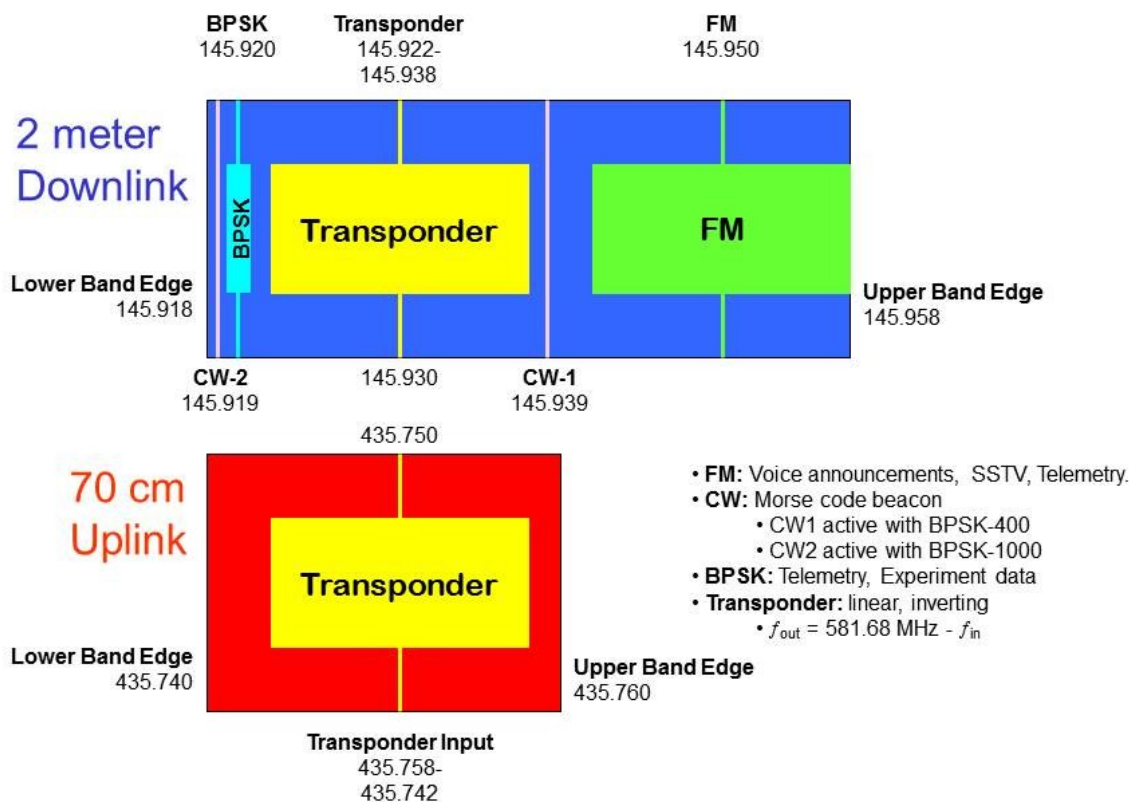 BPSK
145.920
Transponder
145.922-
145.938
FM
145.950
2 meter
Downlink
BPSK
Transponder
FM
Lower Band Edge
145.918
Upper Band Edge
145.958
CW-2
145.919
145.930
CW-1
145.939
435.750
70 cm
Uplink
Transponder
Lower Band Edge
435.740
Upper Band Edge
435.760
Transponder Input
435.758-
435.742
• FM: Voice announcements, SSTV, Telemetry.
• CW: Morse code beacon
• CW1 active with BPSK-400
• CW2 active with BPSK-1000
• BPSK: Telemetry, Experiment data
• Transponder: linear, inverting
• fout = 581.68 MHz - fin